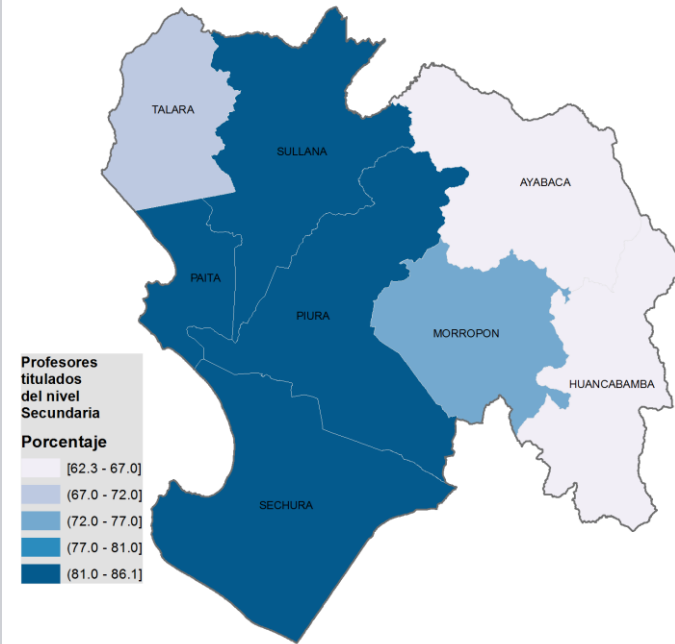 TALARA
SULLANA
AYABACA
PAITA
PIURA
MORROPON
HUANCABAMBA
SECHURA
Profesores
titulados
del nivel
Secundaria
Porcentaje
[62.3 - 67.0]
(67.0 - 72.0]
(72.0 - 77.0]
(77.0 - 81.0]
(81.0 - 86.1]